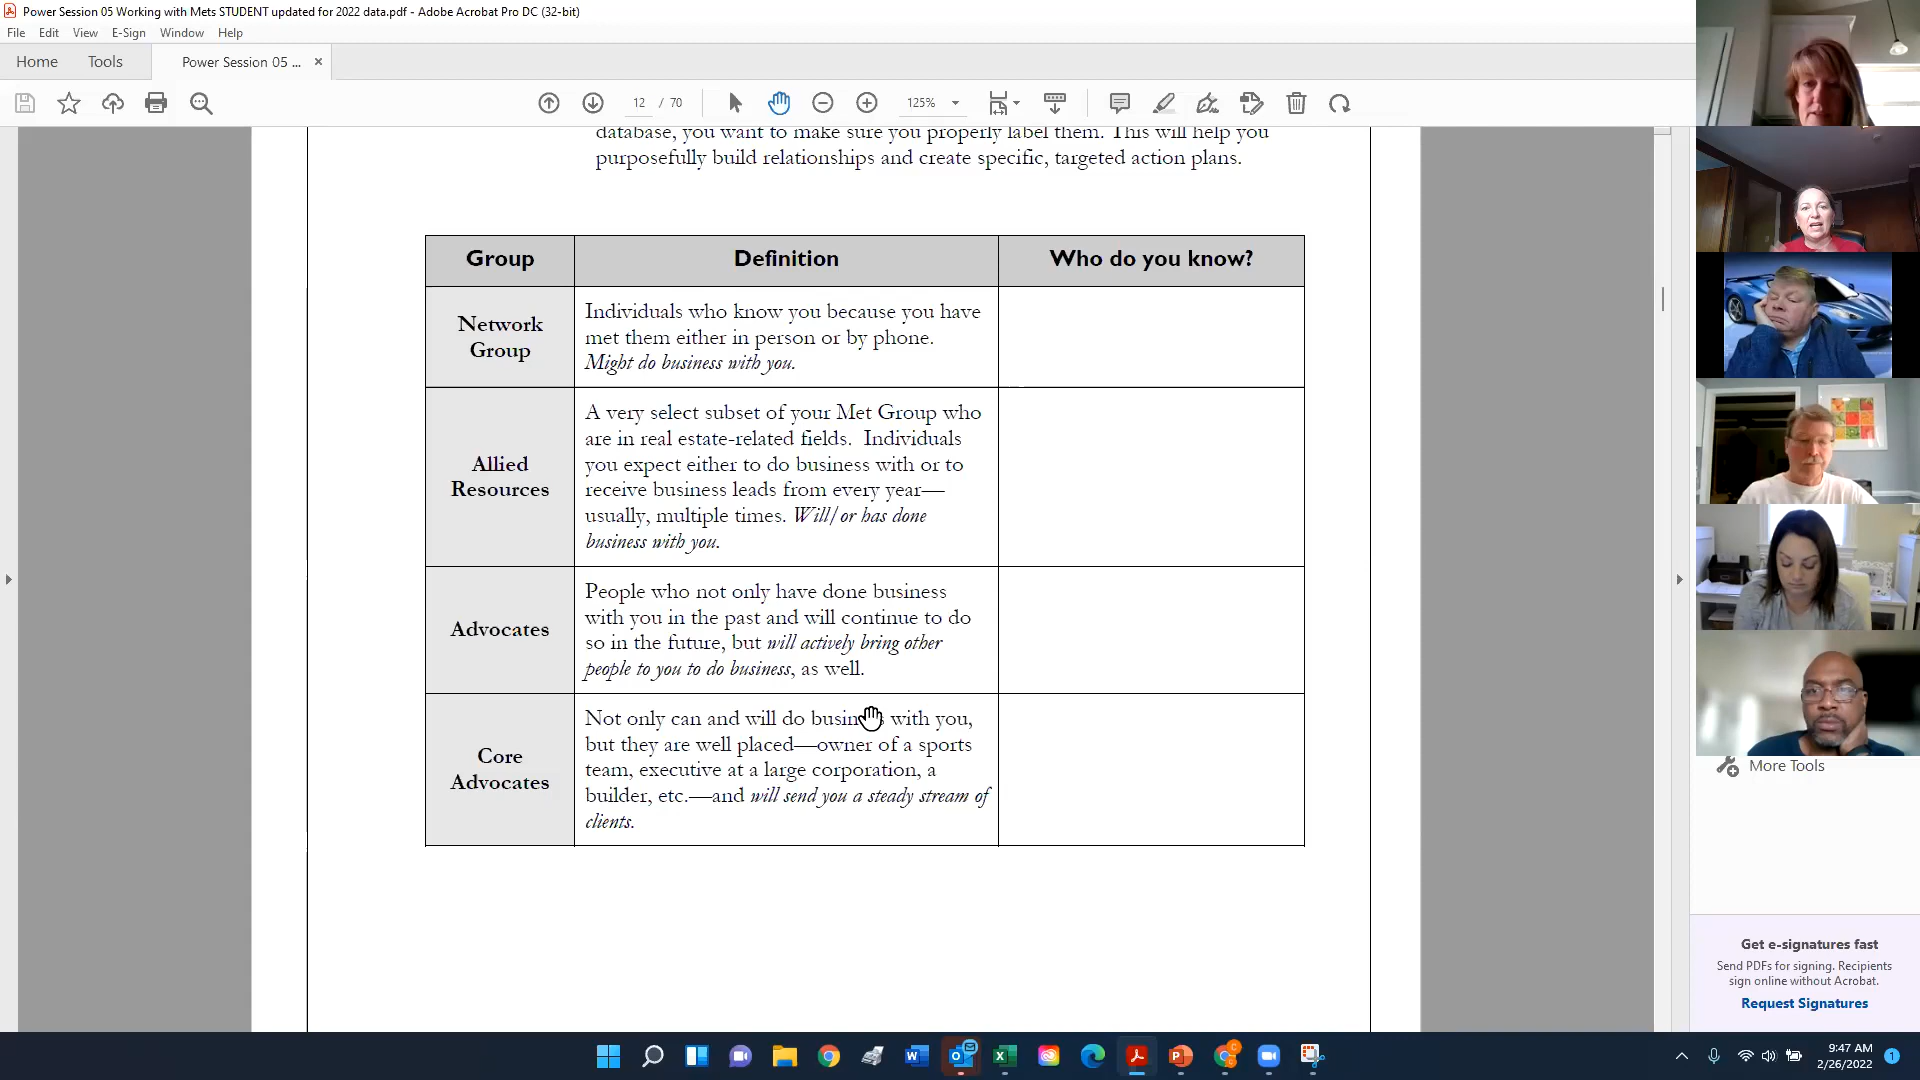 Power Session 05 Working with Mets STUDENT updated for 2022 data.pdf - Adobe Acrobat Pro DC (32-bit)
File Edit View E-Sign Window Help
Home Tools Power Session 05 ... ×
12 / 70 125%
database, you want to make sure you properly label them. This will help you
purposefully build relationships and create specific, targeted action plans.
Group Definition Who do you know?
Network
Group
Individuals who know you because you have
met them either in person or by phone.
Might do business with you.
Allied
Resources
A very select subset of your Met Group who
are in real estate-related fields. Individuals
you expect either to do business with or to
receive business leads from every year—
usually, multiple times. Will/or has done
business with you.
Advocates
People who not only have done business
with you in the past and will continue to do
so in the future, but will actively bring other
people to you to do business, as well.
Core
Advocates
Not only can and will do business with you,
but they are well placed—owner of a sports
team, executive at a large corporation, a
builder, etc.—and will send you a steady stream of
clients.
More Tools
Get e-signatures fast
Send PDFs for signing. Recipients
sign online without Acrobat.
Request Signatures
9:47 AM
2/26/2022
1